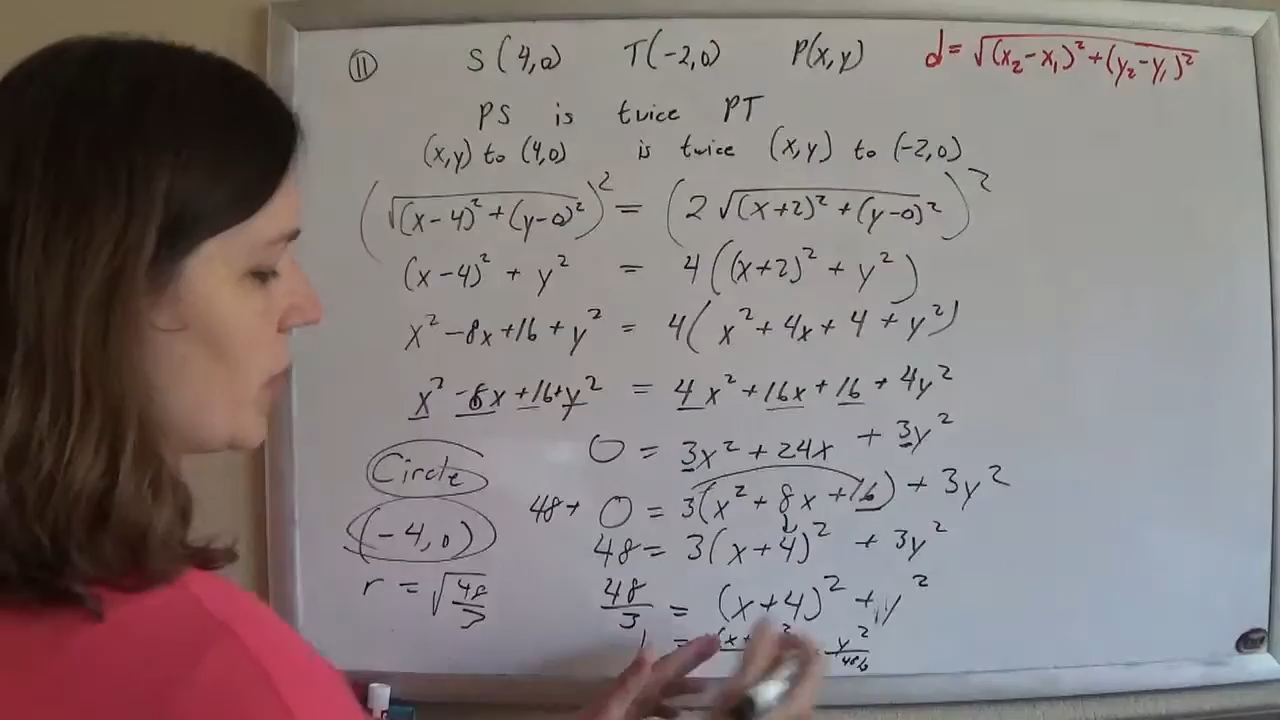 ⑪ S(4,0) T(-2,0) P(x,y) d=√(x₂-x₁)²+(y₂-y₁)²
PS is twice PT
(x,y) to (4,0) is twice (x,y) to (-2,0)
(√(x-4)²+(y-0)²)² = (2√(x+2)²+(y-0)²)²
(x-4)² + y² = 4((x+2)² + y²)
x²-8x+16+y² = 4(x²+4x+4+y²)
x²-8x+16+y² = 4x²+16x+16+4y²
0 = 3x²+24x+3y²
48+ 0 = 3(x²+8x+16)+3y²
48 = 3(x+4)²+3y²
48/3 = (x+4)²+y²
1 = y²
Circle
(-4,0)
r = √48/3